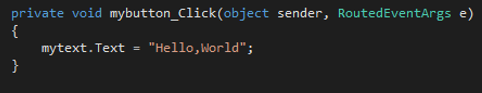 private void mybutton_Click(object sender, RoutedEventArgs e)
{
mytext.Text = "Hello,World";
}